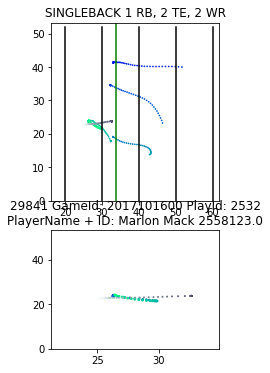 SINGLEBACK 1 RB, 2 TE, 2 WR
50
40
30
20
10
0
20 30 40 50 60
29841 GameId: 2017101600 PlayId: 2532
PlayerName + ID: Marlon Mack 2558123.0
40
20
0
25 30